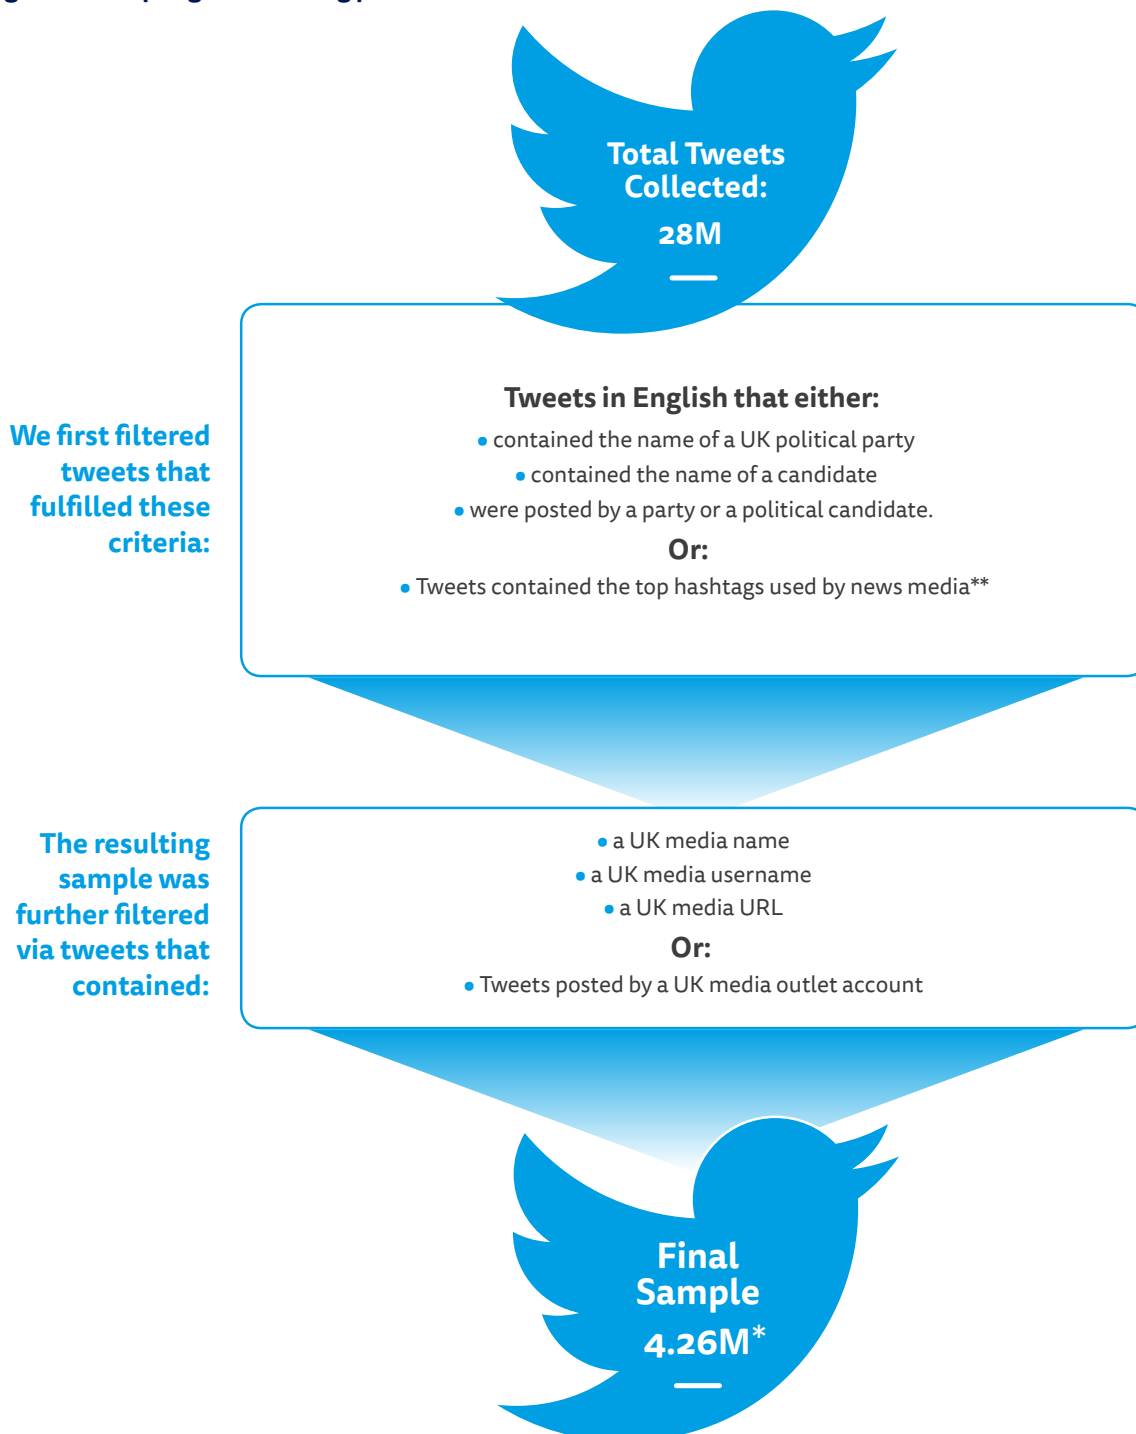 Total Tweets
Collected:
28M
We first filtered
tweets that
fulfilled these
criteria:
Tweets in English that either:
• contained the name of a UK political party
• contained the name of a candidate
• were posted by a party or a political candidate.
Or:
• Tweets contained the top hashtags used by news media**
The resulting
sample was
further filtered
via tweets that
contained:
• a UK media name
• a UK media username
• a UK media URL
Or:
• Tweets posted by a UK media outlet account
Final
Sample
4.26M*